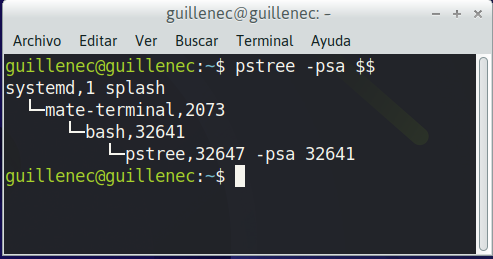 guillenec@guillenec: ~
Archivo Editar Ver Buscar Terminal Ayuda
guillenec@guillenec:~$ pstree -psa $$
systemd,1 splash
└─mate-terminal,2073
└─bash,32641
└─pstree,32647 -psa 32641
guillenec@guillenec:~$